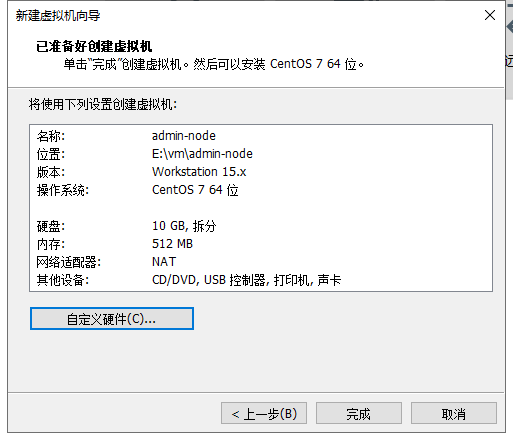 新建虚拟机向导
已准备好创建虚拟机
单击“完成”创建虚拟机。然后可以安装 CentOS 7 64 位。
将使用下列设置创建虚拟机:
名称: admin-node
位置: E:\vm\admin-node
版本: Workstation 15.x
操作系统: CentOS 7 64 位
硬盘: 10 GB, 拆分
内存: 512 MB
网络适配器: NAT
其他设备: CD/DVD, USB 控制器, 打印机, 声卡
自定义硬件(C)...
< 上一步(B) 完成 取消